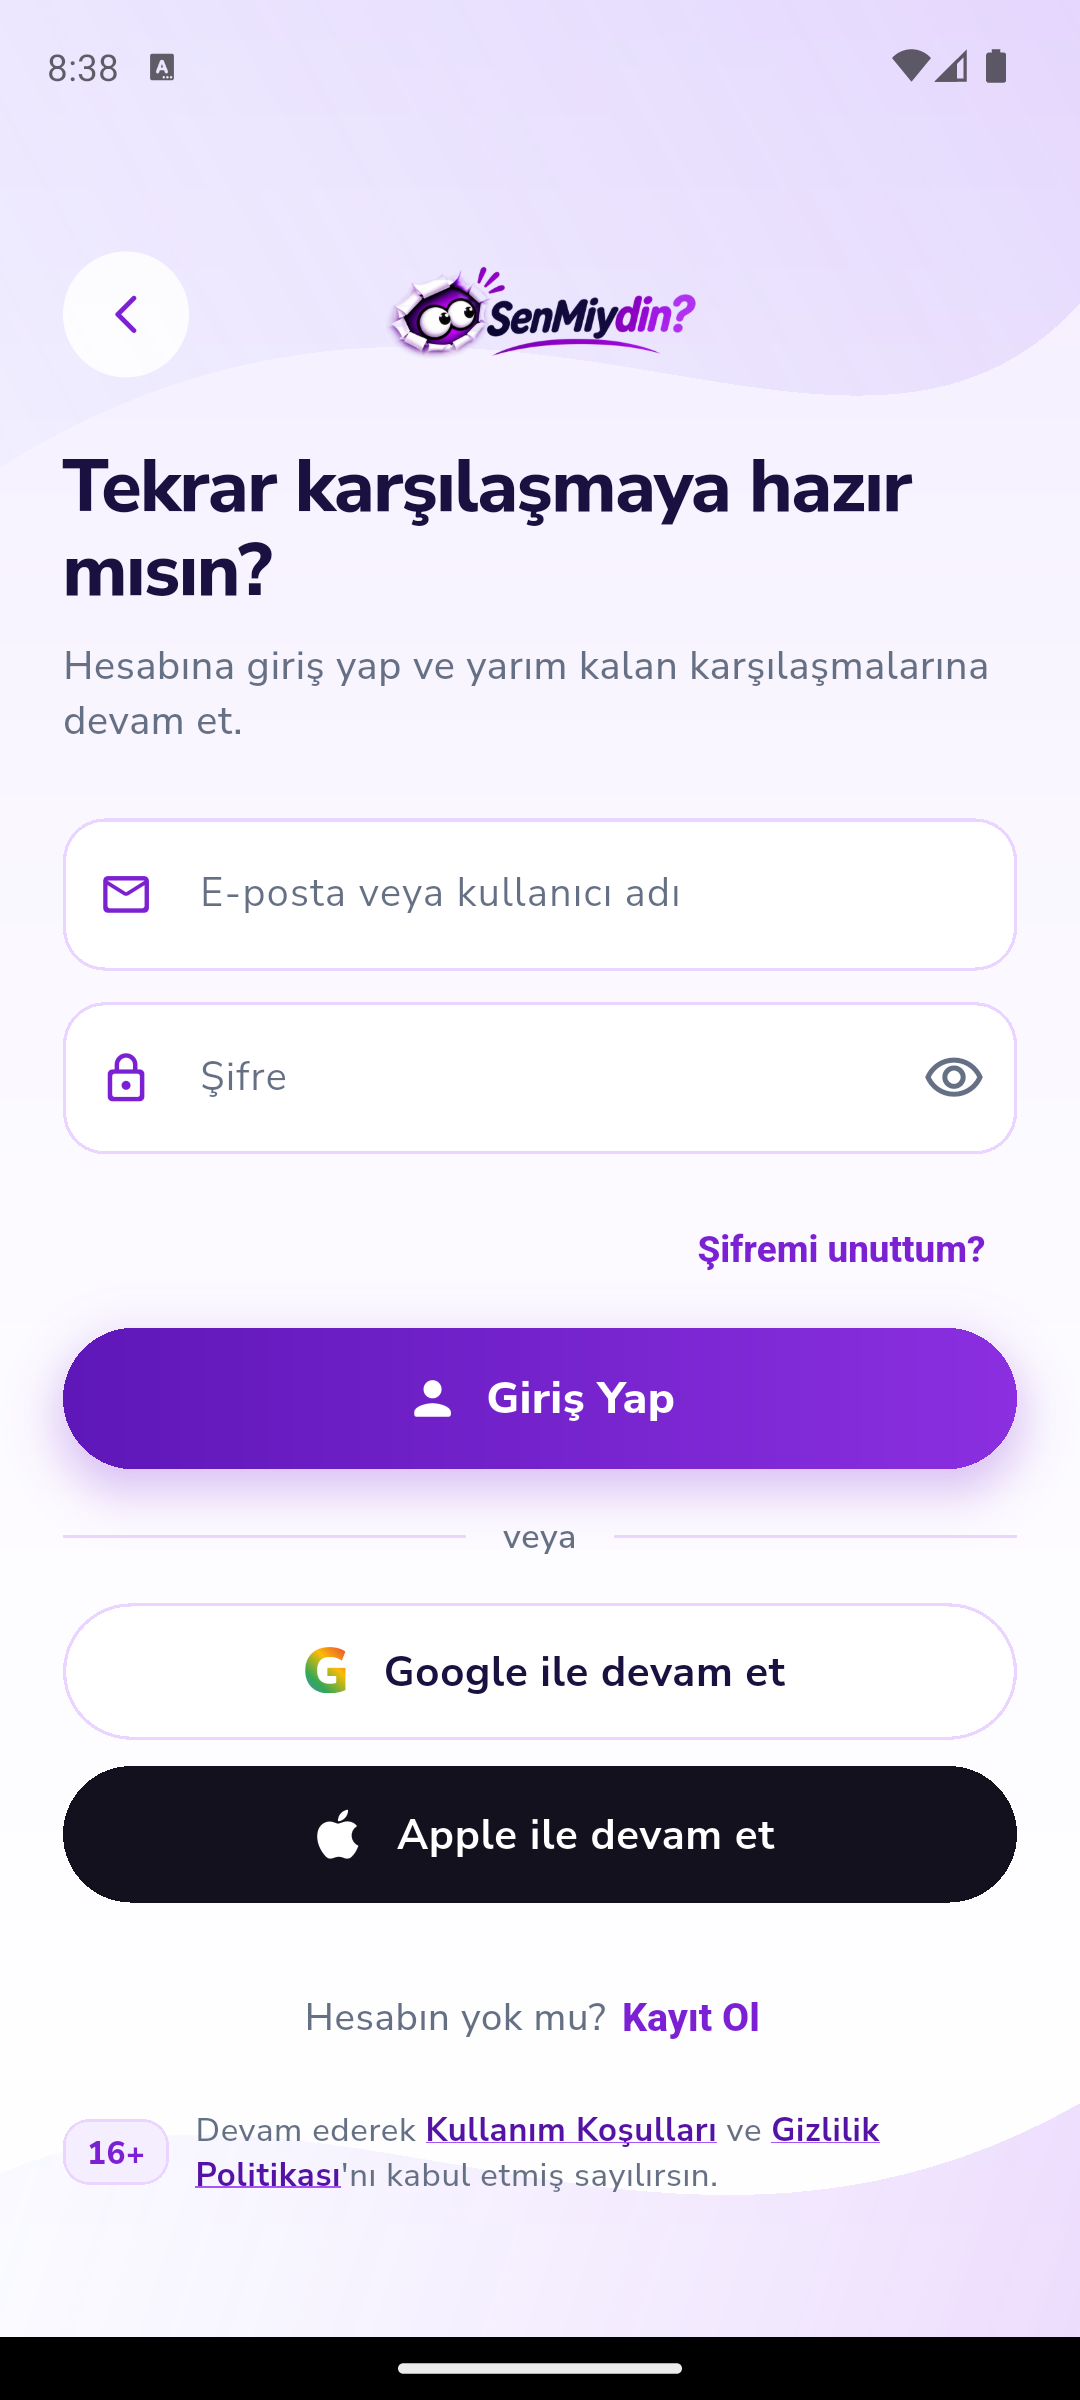 8:38
A
SenMiydin?
Tekrar karşılaşmaya hazır
mısın?
Hesabına giriş yap ve yarım kalan karşılaşmalarına
devam et.
E-posta veya kullanıcı adı
Şifre
Şifremi unuttum?
Giriş Yap
veya
G Google ile devam et
Apple ile devam et
Hesabın yok mu? Kayıt Ol
16+ Devam ederek Kullanım Koşulları ve Gizlilik
Politikası'nı kabul etmiş sayılırsın.